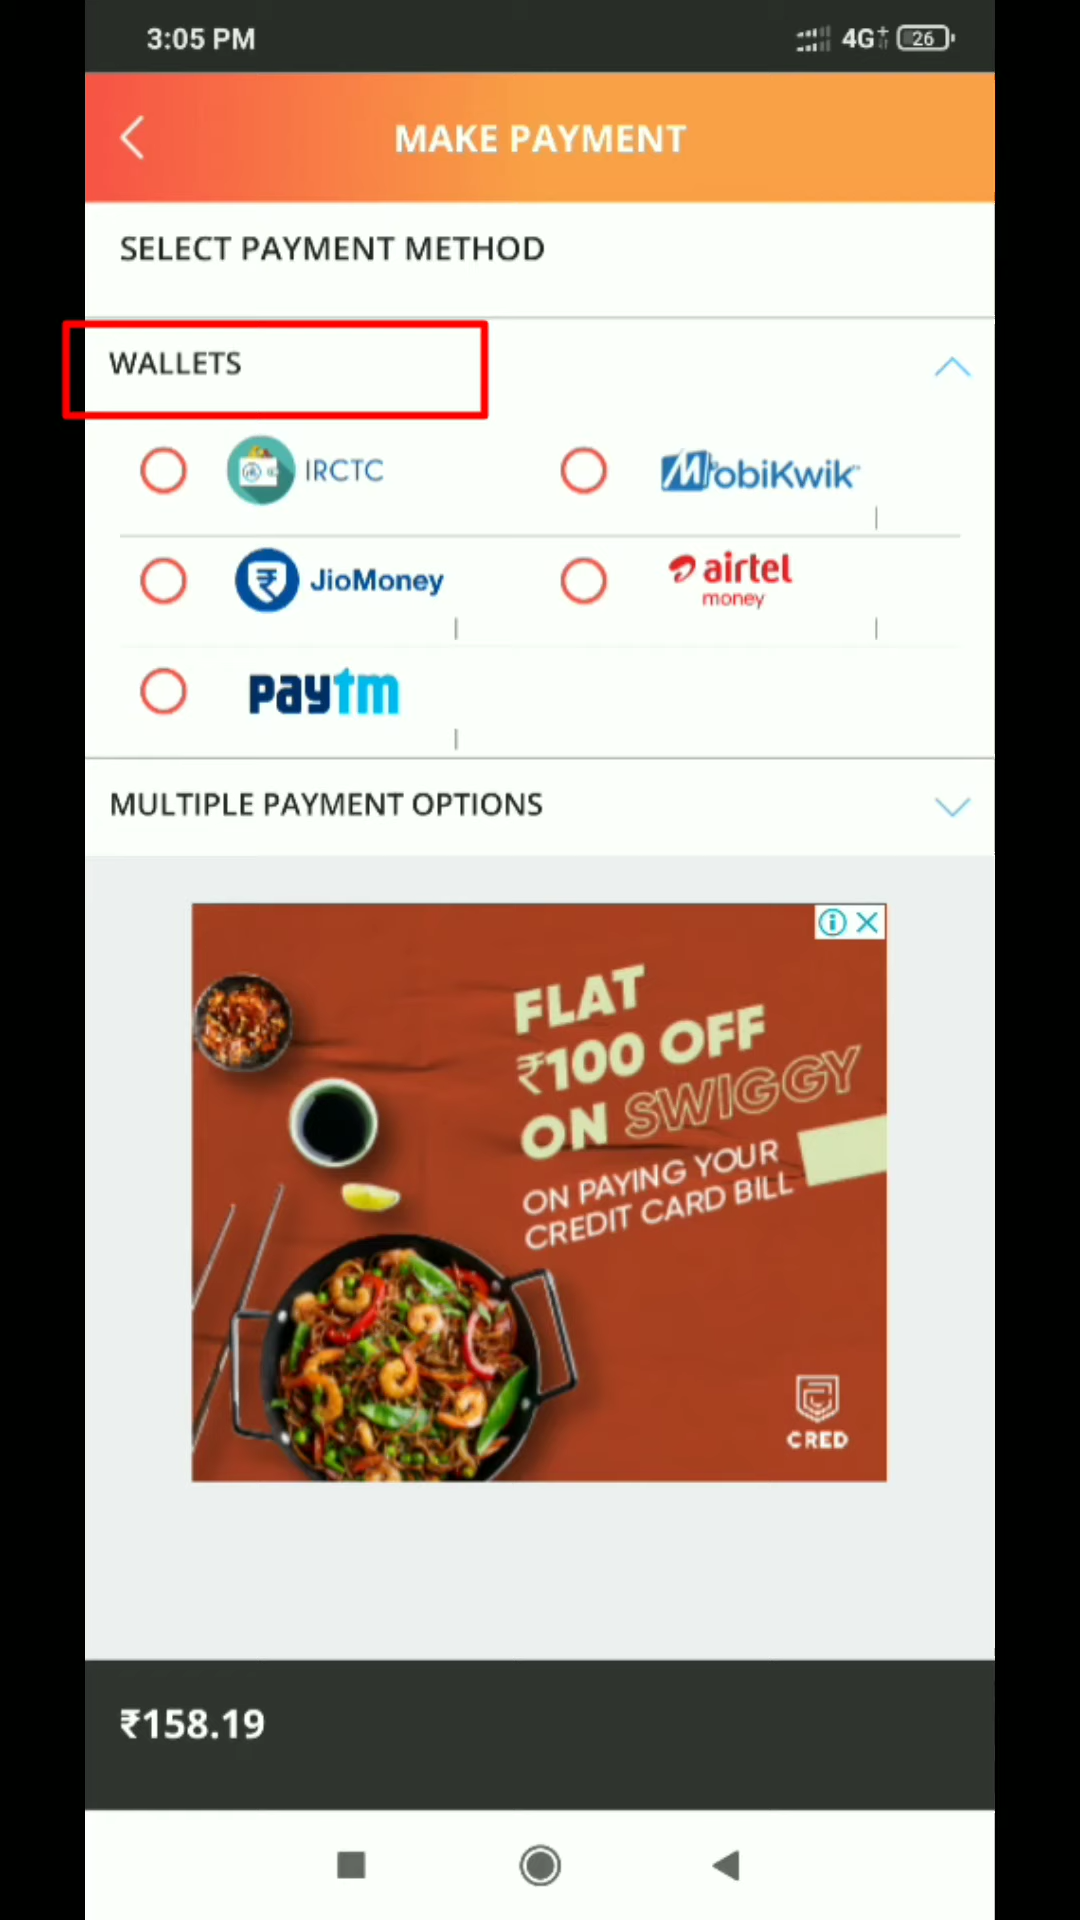 3:05 PM
4G+ 26
MAKE PAYMENT
SELECT PAYMENT METHOD
WALLETS
IRCTC
MobiKwik
JioMoney
airtel
money
paytm
MULTIPLE PAYMENT OPTIONS
FLAT
₹100 OFF
ON SWIGGY
ON PAYING YOUR
CREDIT CARD BILL
CRED
₹158.19